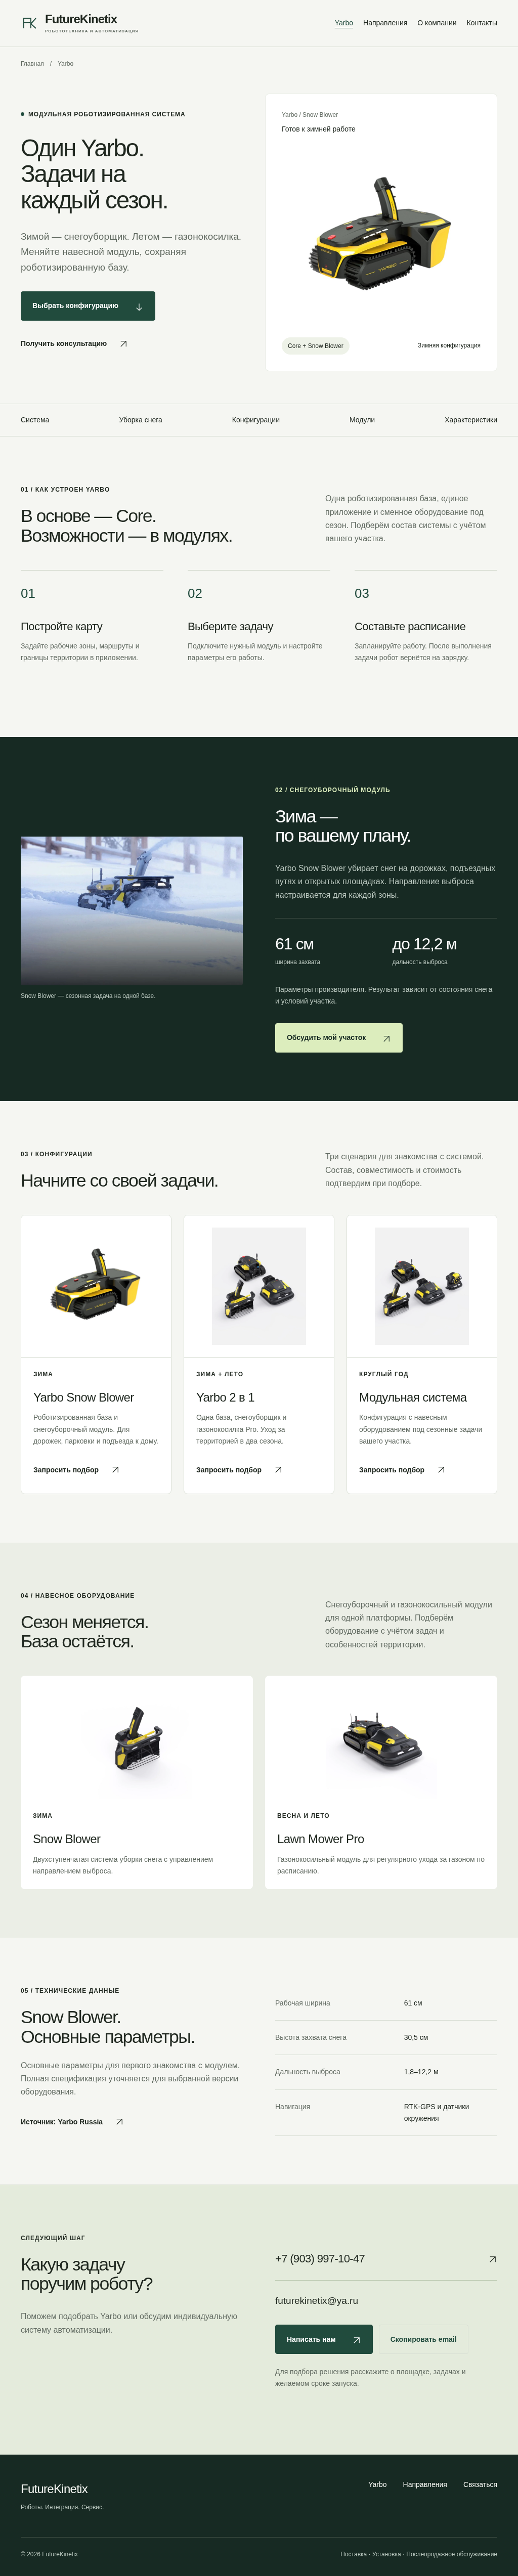 FutureKinetix
РОБОТОТЕХНИКА И АВТОМАТИЗАЦИЯ
Yarbo
Направления
О компании
Контакты
Главная / Yarbo
МОДУЛЬНАЯ РОБОТИЗИРОВАННАЯ СИСТЕМА
Один Yarbo.
Задачи на
каждый сезон.
Зимой — снегоуборщик. Летом — газонокосилка.
Меняйте навесной модуль, сохраняя
роботизированную базу.
Выбрать конфигурацию
Получить консультацию
Yarbo / Snow Blower
Готов к зимней работе
Core + Snow Blower
Зимняя конфигурация
Система
Уборка снега
Конфигурации
Модули
Характеристики
01 / КАК УСТРОЕН YARBO
В основе — Core.
Возможности — в модулях.
Одна роботизированная база, единое
приложение и сменное оборудование под
сезон. Подберём состав системы с учётом
вашего участка.
01
Постройте карту
Задайте рабочие зоны, маршруты и
границы территории в приложении.
02
Выберите задачу
Подключите нужный модуль и настройте
параметры его работы.
03
Составьте расписание
Запланируйте работу. После выполнения
задачи робот вернётся на зарядку.
Snow Blower — сезонная задача на одной базе.
02 / СНЕГОУБОРОЧНЫЙ МОДУЛЬ
Зима —
по вашему плану.
Yarbo Snow Blower убирает снег на дорожках, подъездных
путях и открытых площадках. Направление выброса
настраивается для каждой зоны.
61 см
ширина захвата
до 12,2 м
дальность выброса
Параметры производителя. Результат зависит от состояния снега
и условий участка.
Обсудить мой участок
03 / КОНФИГУРАЦИИ
Начните со своей задачи.
Три сценария для знакомства с системой.
Состав, совместимость и стоимость
подтвердим при подборе.
ЗИМА
Yarbo Snow Blower
Роботизированная база и
снегоуборочный модуль. Для
дорожек, парковки и подъезда к дому.
Запросить подбор
ЗИМА + ЛЕТО
Yarbo 2 в 1
Одна база, снегоуборщик и
газонокосилка Pro. Уход за
территорией в два сезона.
Запросить подбор
КРУГЛЫЙ ГОД
Модульная система
Конфигурация с навесным
оборудованием под сезонные задачи
вашего участка.
Запросить подбор
04 / НАВЕСНОЕ ОБОРУДОВАНИЕ
Сезон меняется.
База остаётся.
Снегоуборочный и газонокосильный модули
для одной платформы. Подберём
оборудование с учётом задач и
особенностей территории.
ЗИМА
Snow Blower
Двухступенчатая система уборки снега с управлением
направлением выброса.
ВЕСНА И ЛЕТО
Lawn Mower Pro
Газонокосильный модуль для регулярного ухода за газоном по
расписанию.
05 / ТЕХНИЧЕСКИЕ ДАННЫЕ
Snow Blower.
Основные параметры.
Основные параметры для первого знакомства с модулем.
Полная спецификация уточняется для выбранной версии
оборудования.
Источник: Yarbo Russia
Рабочая ширина
61 см
Высота захвата снега
30,5 см
Дальность выброса
1,8–12,2 м
Навигация
RTK-GPS и датчики
окружения
СЛЕДУЮЩИЙ ШАГ
Какую задачу
поручим роботу?
Поможем подобрать Yarbo или обсудим индивидуальную
систему автоматизации.
+7 (903) 997-10-47
futurekinetix@ya.ru
Написать нам
Скопировать email
Для подбора решения расскажите о площадке, задачах и
желаемом сроке запуска.
FutureKinetix
Роботы. Интеграция. Сервис.
Yarbo
Направления
Связаться
© 2026 FutureKinetix
Поставка · Установка · Послепродажное обслуживание